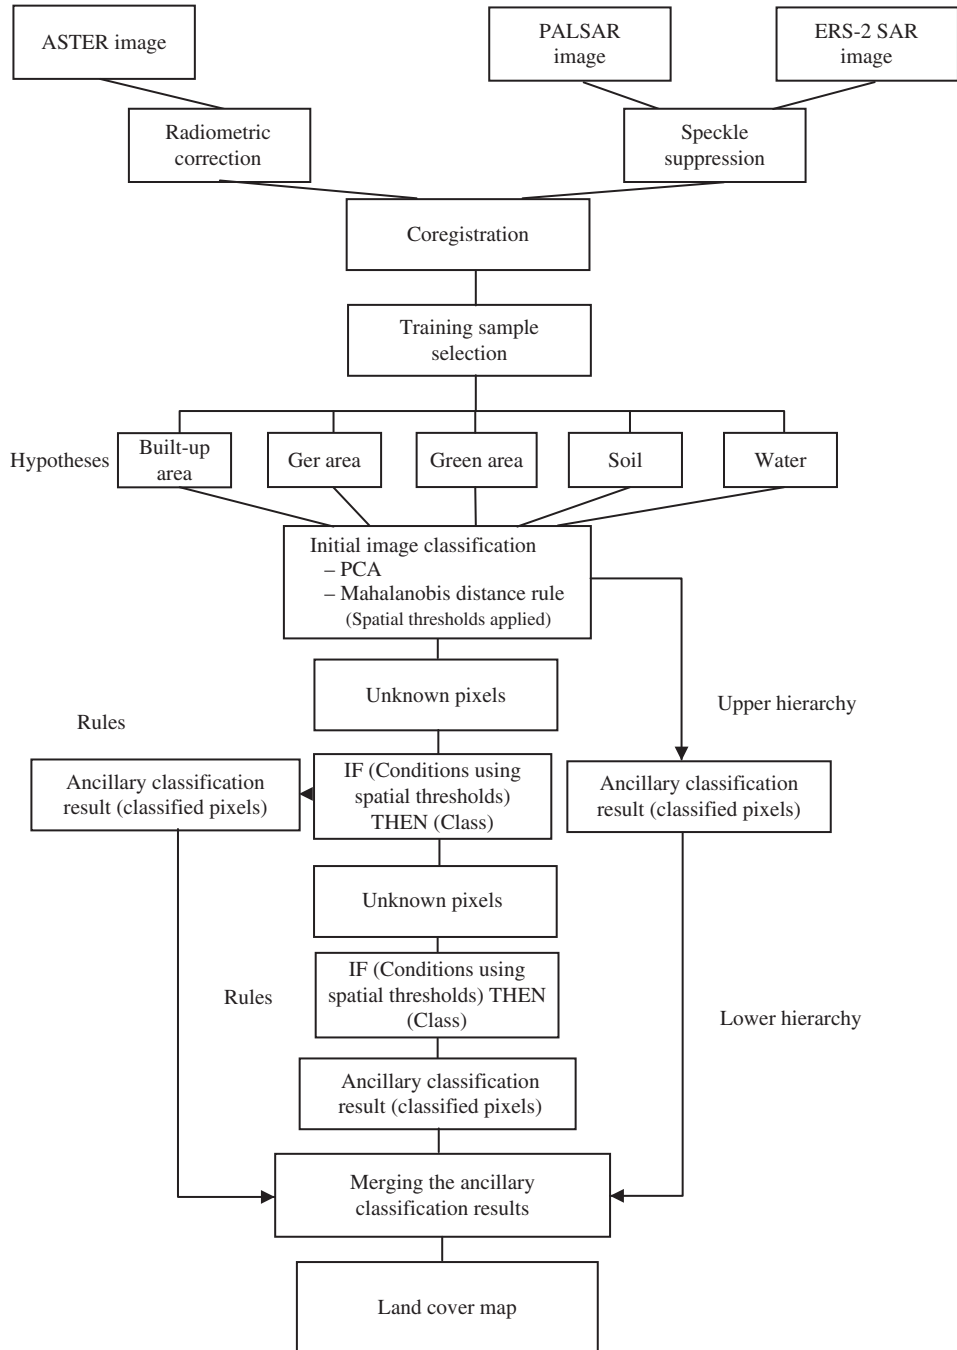 ASTER image
PALSAR
image
ERS-2 SAR
image
Radiometric
correction
Speckle
suppression
Coregistration
Training sample
selection
Hypotheses
Built-up
area
Ger area
Green area
Soil
Water
Initial image classification
– PCA
– Mahalanobis distance rule
(Spatial thresholds applied)
Unknown pixels
Upper hierarchy
Rules
Ancillary classification
result (classified pixels)
IF (Conditions using
spatial thresholds)
THEN (Class)
Ancillary classification
result (classified pixels)
Unknown pixels
Rules
IF (Conditions using
spatial thresholds) THEN
(Class)
Lower hierarchy
Ancillary classification
result (classified pixels)
Merging the ancillary
classification results
Land cover map